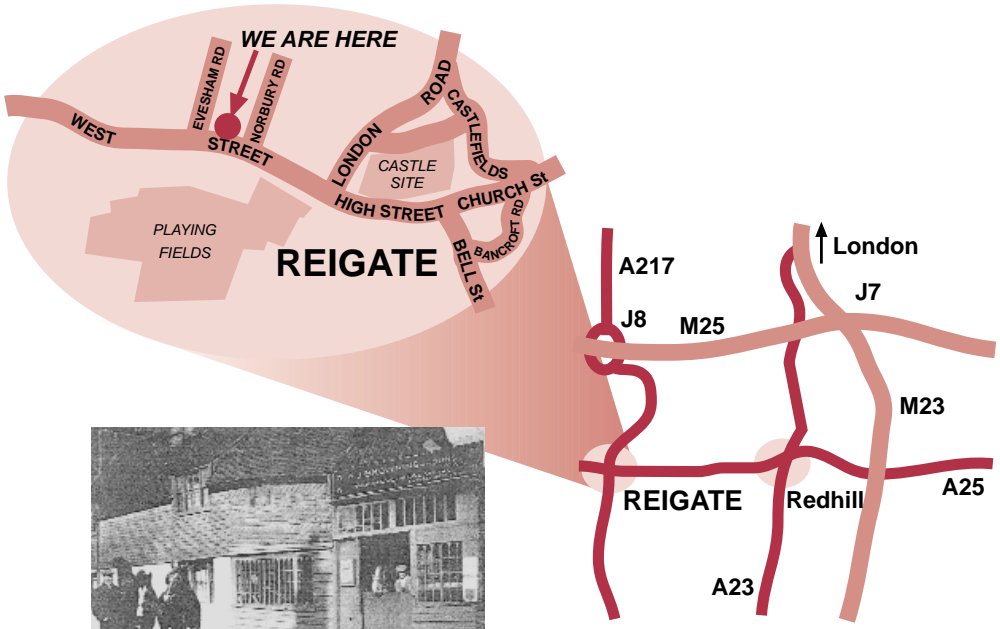 WE ARE HERE
EVESHAM RD
NORBURY RD
WEST
STREET
LONDON
ROAD
CASTLEFIELDS
CASTLE
SITE
HIGH STREET
CHURCH St
BANCROFT RD
BELL St
PLAYING
FIELDS
REIGATE
London
A217
J8
M25
J7
M23
REIGATE
Redhill
A25
A23
BROWNING